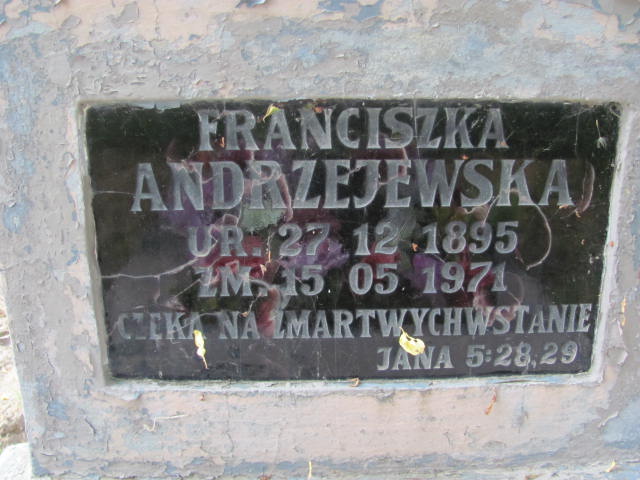 FRANCISZKA
ANDRZEJEWSKA
UR. 27. 12 1895
ZM. 15 05 1971
CZEKA NA ZMARTWYCHWSTANIE
JANA 5:28,29